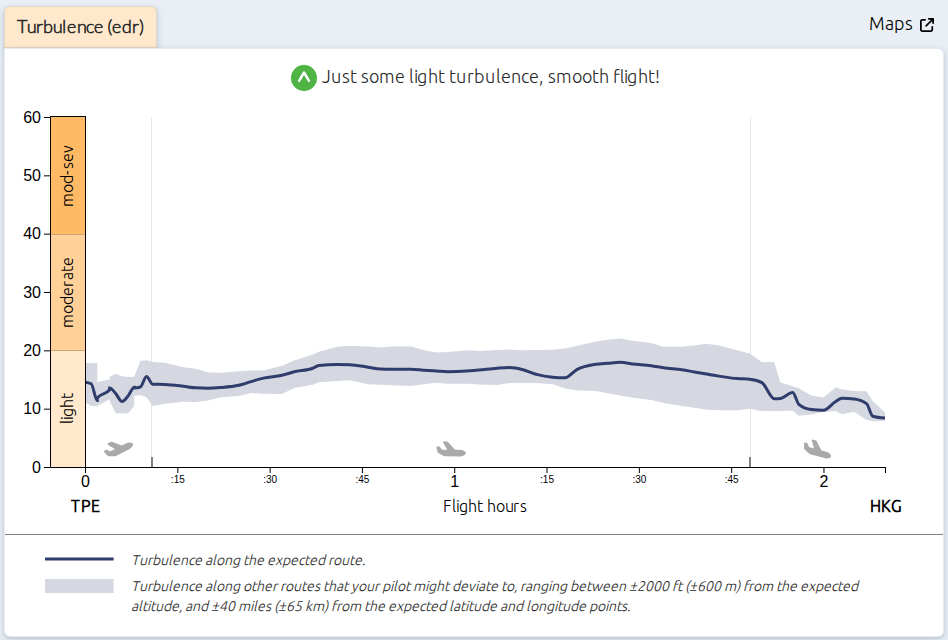 Turbulence (edr)
Maps
Just some light turbulence, smooth flight!
60
50
40
30
20
10
0
mod-sev
moderate
light
0
:15
:30
:45
1
:15
:30
:45
2
TPE
Flight hours
HKG
Turbulence along the expected route.
Turbulence along other routes that your pilot might deviate to, ranging between ±2000 ft (±600 m) from the expected
altitude, and ±40 miles (±65 km) from the expected latitude and longitude points.